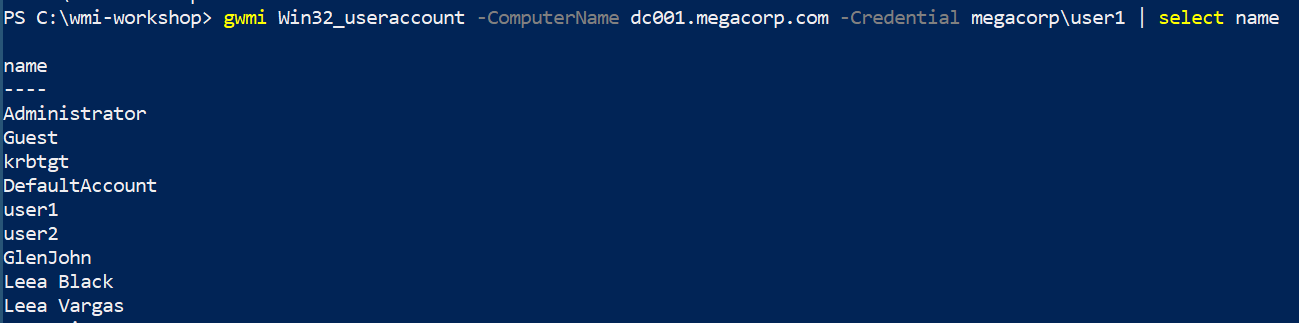 PS C:\wmi-workshop> gwmi Win32_useraccount -ComputerName dc001.megacorp.com -Credential megacorp\user1 | select name
name
----
Administrator
Guest
krbtgt
DefaultAccount
user1
user2
GlenJohn
Leea Black
Leea Vargas